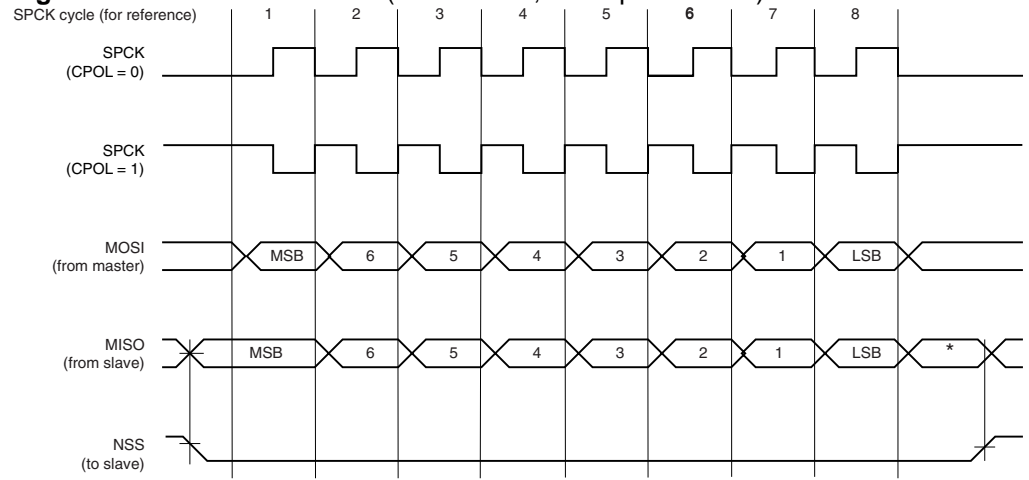 SPCK cycle (for reference) 1 2 3 4 5 6 7 8
SPCK
(CPOL = 0)
SPCK
(CPOL = 1)
MOSI
(from master)
MSB 6 5 4 3 2 1 LSB
MISO
(from slave)
MSB 6 5 4 3 2 1 LSB *
NSS
(to slave)